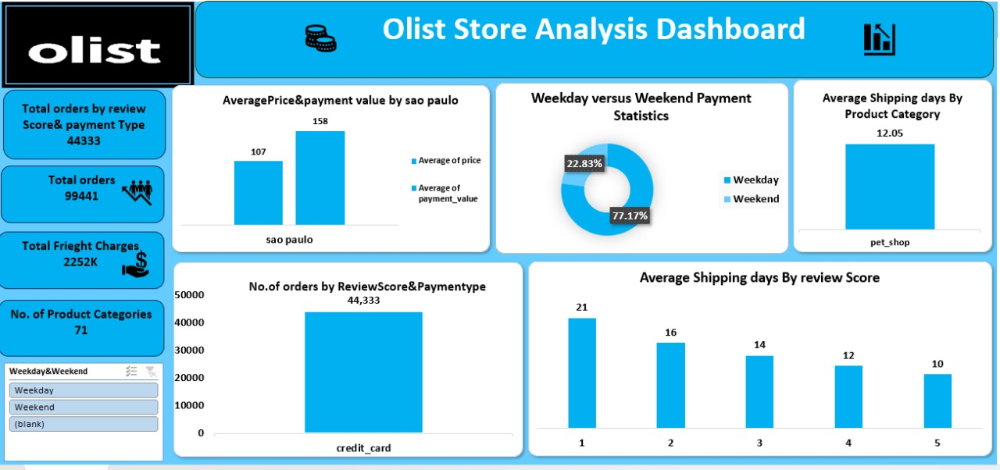 olist
Olist Store Analysis Dashboard
Total orders by review
Score& payment Type
44333
Total orders
99441
Total Frieght Charges
2252K
$
No. of Product Categories
71
Weekday&Weekend
Weekday
Weekend
(blank)
AveragePrice&payment value by sao paulo
158
107
Average of price
Average of
payment_value
sao paulo
Weekday versus Weekend Payment
Statistics
22.83%
77.17%
Weekday
Weekend
Average Shipping days By
Product Category
12.05
pet_shop
No.of orders by ReviewScore&Paymentype
44,333
50000
40000
30000
20000
10000
0
credit_card
Average Shipping days By review Score
21
16
14
12
10
1
2
3
4
5